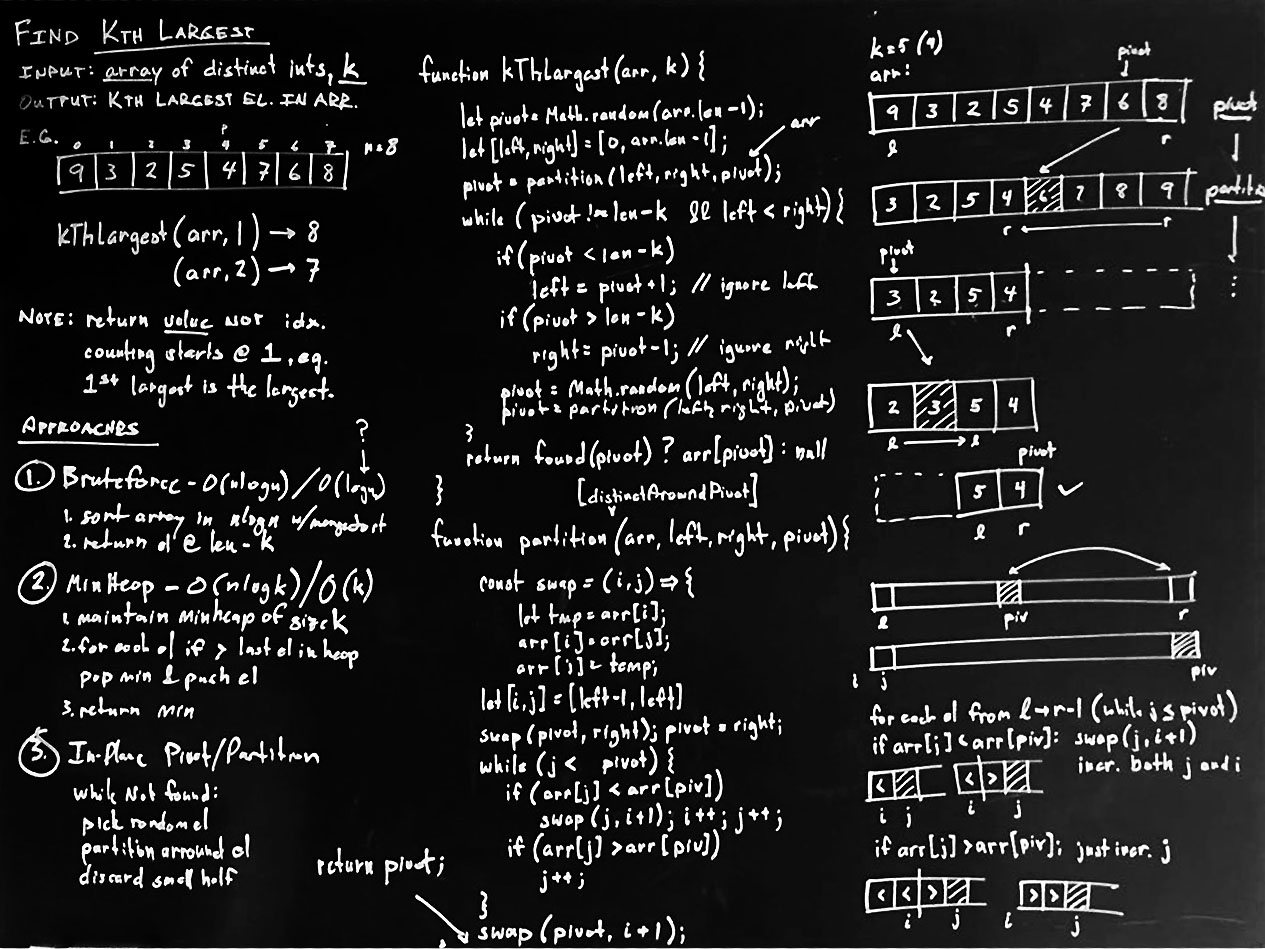 FIND KTH LARGEST
INPUT: array of distinct ints, k
OUTPUT: KTH LARGEST EL. IN ARR.
E.G.
P
0 1 2 3 4 5 6 7 n=8
9 3 2 5 4 7 6 8
kThLargest(arr, 1) → 8
(arr, 2) → 7
NOTE: return value NOT idx.
counting starts @ 1, eg.
1st largest is the largest.
APPROACHES
?
1. Bruteforce - O(nlogn)/O(logn)
1. sort array in nlogn w/mergesort
2. return el @ len-k
2. MinHeap - O(nlogk)/O(k)
1. maintain minheap of size k
2. for each el if > last el in heap
pop min & push el
3. return min
3. In-Place Pivot/Partition
while Not found:
pick random el
partition arround el
discard small half
function kThLargest(arr, k) {
let pivot = Math.random(arr.len-1);
let [left,right] = [0, arr.len-1];
arr
pivot = partition(left, right, pivot);
while (pivot != len-k && left < right) {
if (pivot < len-k)
left = pivot+1; // ignore left
if (pivot > len-k)
right = pivot-1; // ignore right
pivot = Math.random(left, right);
pivot = partition(left, right, pivot)
}
return found(pivot) ? arr[pivot] : null
}
[distinctAroundPivot]
function partition(arr, left, right, pivot) {
const swap = (i,j) => {
let tmp = arr[i];
arr[i] = arr[j];
arr[j] = temp;
let [i,j] = [left-1, left]
swap(pivot, right); pivot = right;
while (j < pivot) {
if (arr[j] < arr[piv])
swap(j, i+1); i++; j++;
if (arr[j] > arr[piv])
j++;
}
swap(pivot, i+1);
return pivot;
k=5 (4)
arr:
pivot
9 3 2 5 4 7 6 8
l r
3 2 5 4 6 7 8 9
r r
pivot
3 2 5 4
l r
2 3 5 4
l → l
pivot
5 4 ✓
l r
pivot
↓
partitio
↓
⋮
l piv r
i j piv
for each el from l→r-1 (while j ≤ pivot)
if arr[j] < arr[piv]: swap(j, i+1)
incr. both j and i
< < >
i j i j
if arr[j] > arr[piv]: just incr. j
< < > > >
i j i j